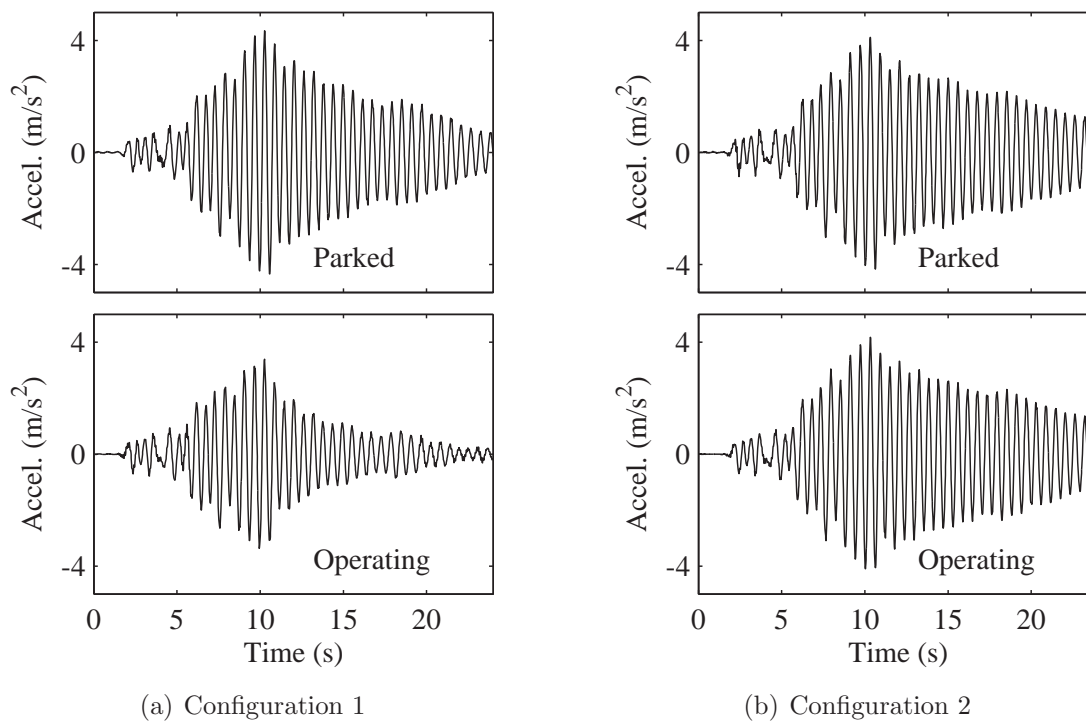 4
0
-4
Accel. (m/s²)
Parked
4
0
-4
Accel. (m/s²)
Operating
0 5 10 15 20
Time (s)
(a) Configuration 1
4
0
-4
Accel. (m/s²)
Parked
4
0
-4
Accel. (m/s²)
Operating
0 5 10 15 20
Time (s)
(b) Configuration 2